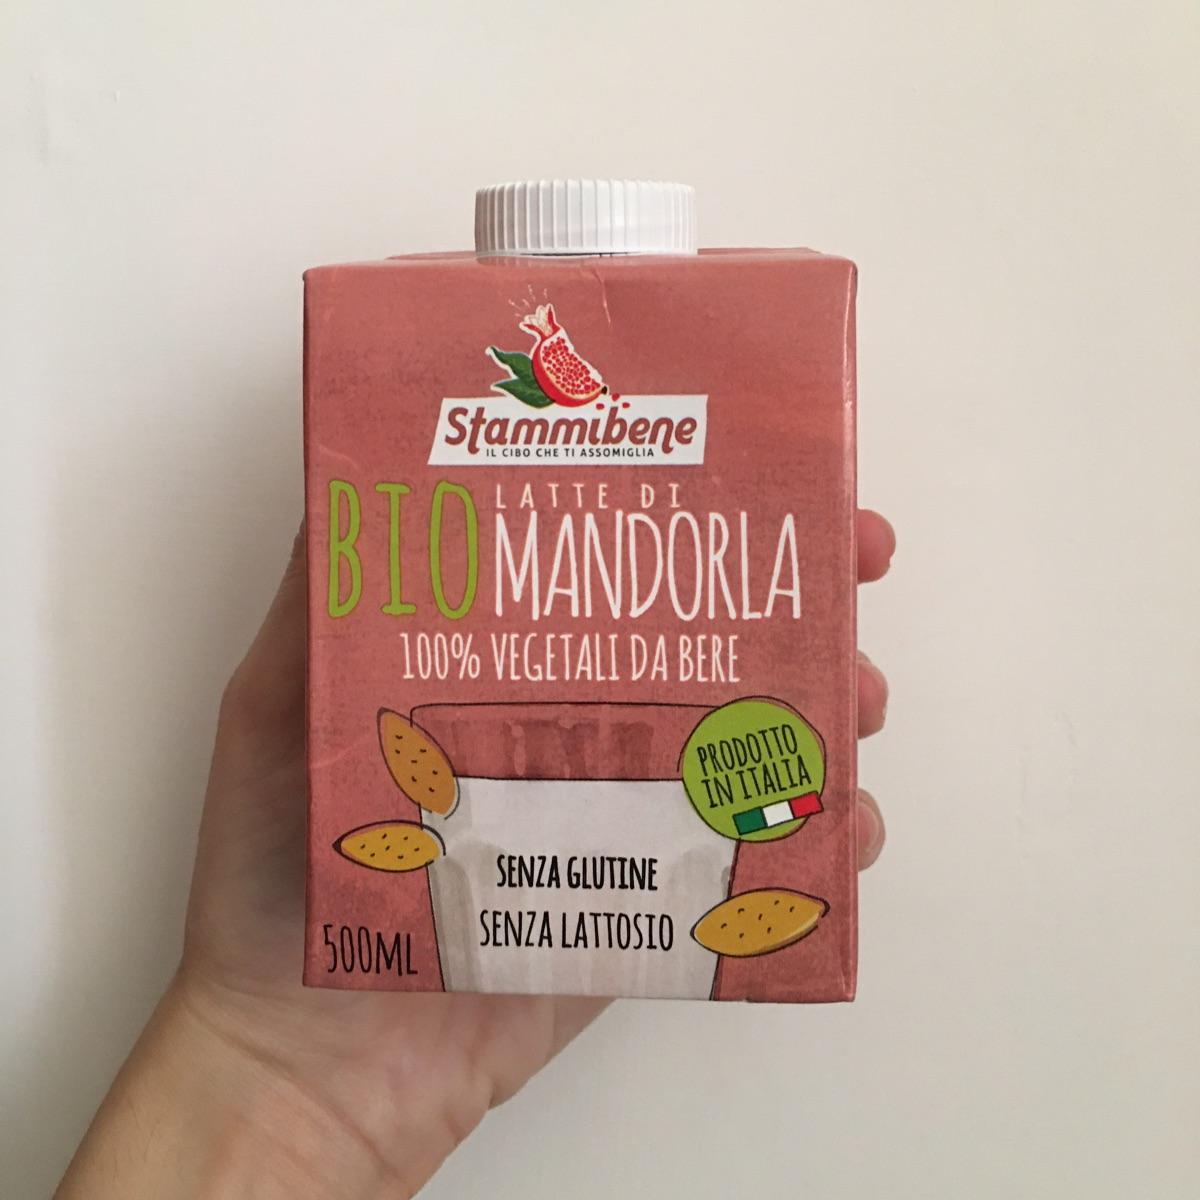 Stammibene
IL CIBO CHE TI ASSOMIGLIA
BIO
LATTE DI
MANDORLA
100% VEGETALI DA BERE
PRODOTTO
IN ITALIA
SENZA GLUTINE
SENZA LATTOSIO
500ML